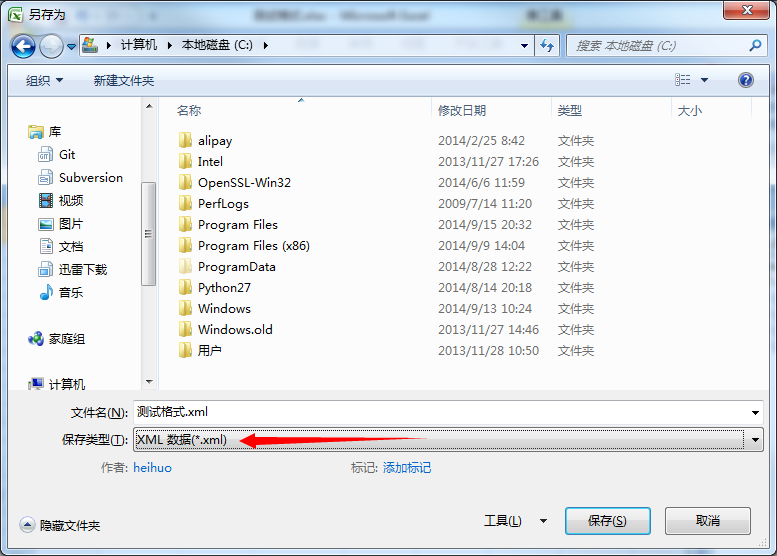 另存为
计算机 本地磁盘 (C:)
搜索 本地磁盘 (C:)
组织 新建文件夹
名称 修改日期 类型 大小
库
Git
Subversion
视频
图片
文档
迅雷下载
音乐
家庭组
计算机
alipay 2014/2/25 8:42 文件夹
Intel 2013/11/27 17:26 文件夹
OpenSSL-Win32 2014/6/6 11:59 文件夹
PerfLogs 2009/7/14 11:20 文件夹
Program Files 2014/9/15 20:32 文件夹
Program Files (x86) 2014/9/9 14:04 文件夹
ProgramData 2014/8/28 12:22 文件夹
Python27 2014/8/14 20:18 文件夹
Windows 2014/9/13 10:24 文件夹
Windows.old 2013/11/27 14:46 文件夹
用户 2013/11/28 10:50 文件夹
文件名(N): 测试格式.xml
保存类型(T): XML 数据(*.xml)
作者: heihuo 标记: 添加标记
隐藏文件夹 工具(L) 保存(S) 取消